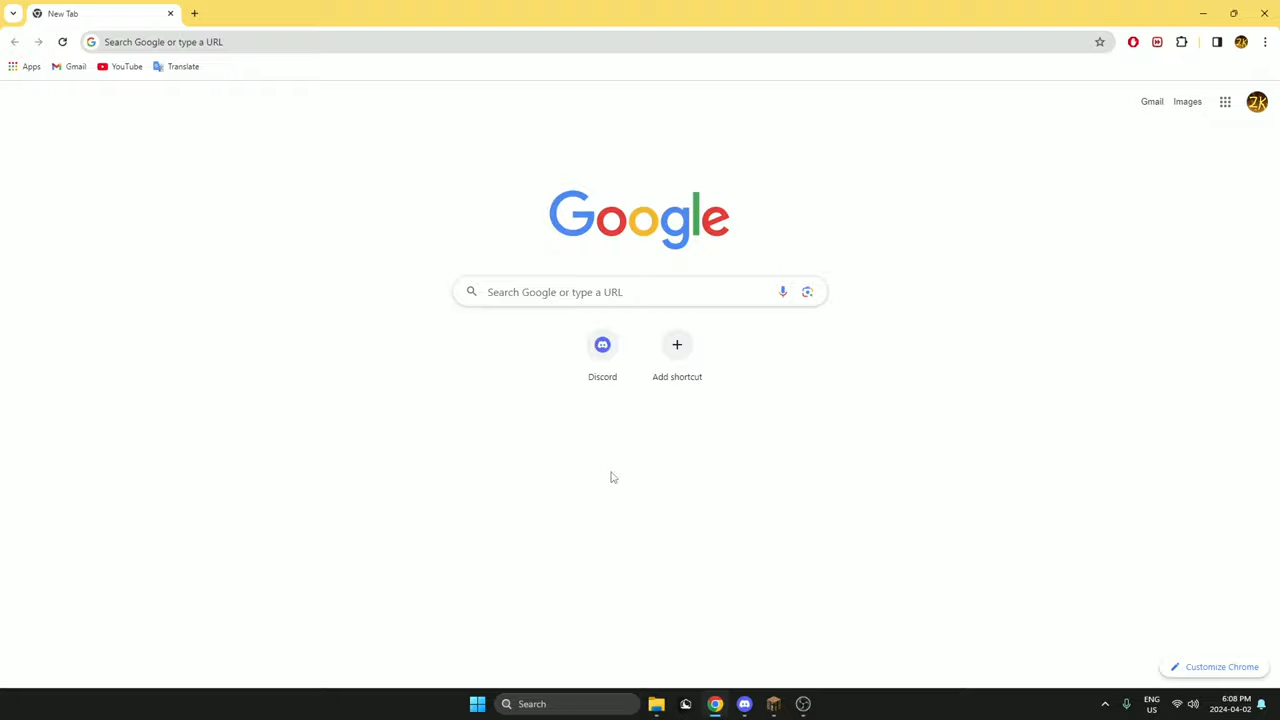 New Tab
Search Google or type a URL
Apps
Gmail
YouTube
Translate
Gmail
Images
ZK
Google
Search Google or type a URL
Discord
Add shortcut
Customize Chrome
Search
ENG
US
6:08 PM
2024-04-02